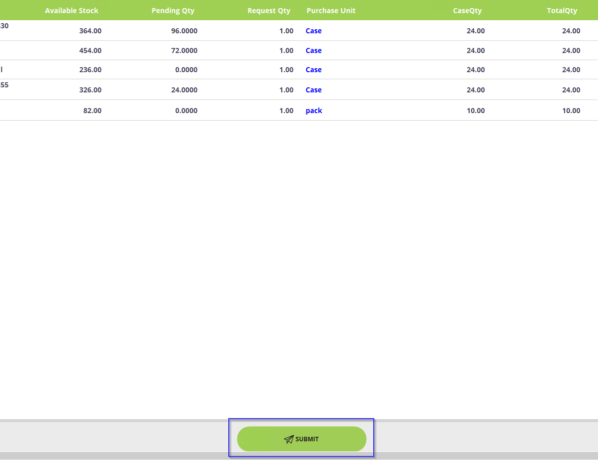 Available Stock Pending Qty Request Qty Purchase Unit CaseQty TotalQty
30
364.00 96.0000 1.00 Case 24.00 24.00
454.00 72.0000 1.00 Case 24.00 24.00
l 236.00 0.0000 1.00 Case 24.00 24.00
55
326.00 24.0000 1.00 Case 24.00 24.00
82.00 0.0000 1.00 pack 10.00 10.00
SUBMIT